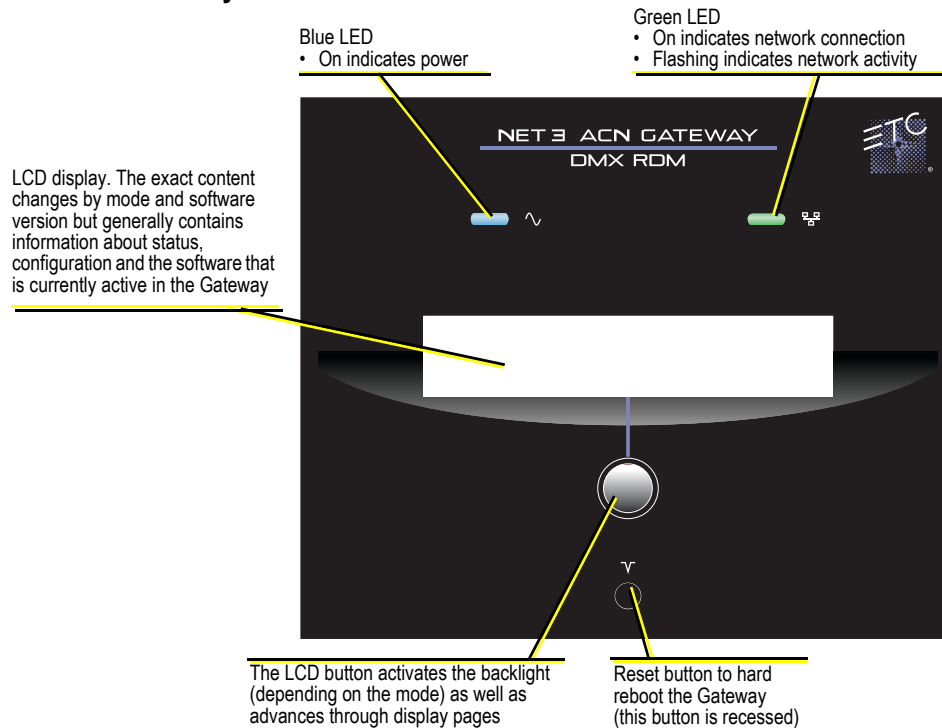 Blue LED
• On indicates power
Green LED
• On indicates network connection
• Flashing indicates network activity
NET3 ACN GATEWAY
DMX RDM
ETC
®
LCD display. The exact content
changes by mode and software
version but generally contains
information about status,
configuration and the software that
is currently active in the Gateway
The LCD button activates the backlight
(depending on the mode) as well as
advances through display pages
Reset button to hard
reboot the Gateway
(this button is recessed)